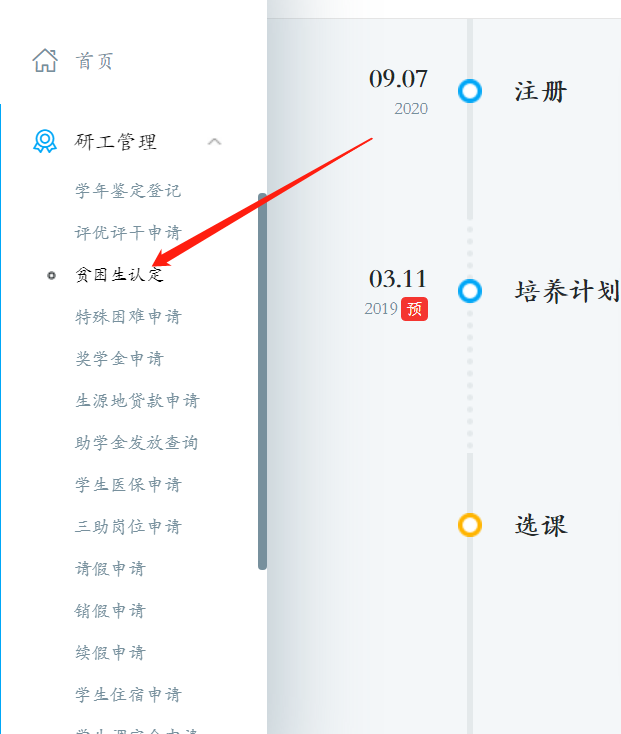 首页
研工管理
学年鉴定登记
评优评干申请
贫困生认定
特殊困难申请
奖学金申请
生源地贷款申请
助学金发放查询
学生医保申请
三助岗位申请
请假申请
销假申请
续假申请
学生住宿申请
09.07
2020
注册
03.11
2019 预
培养计划
选课